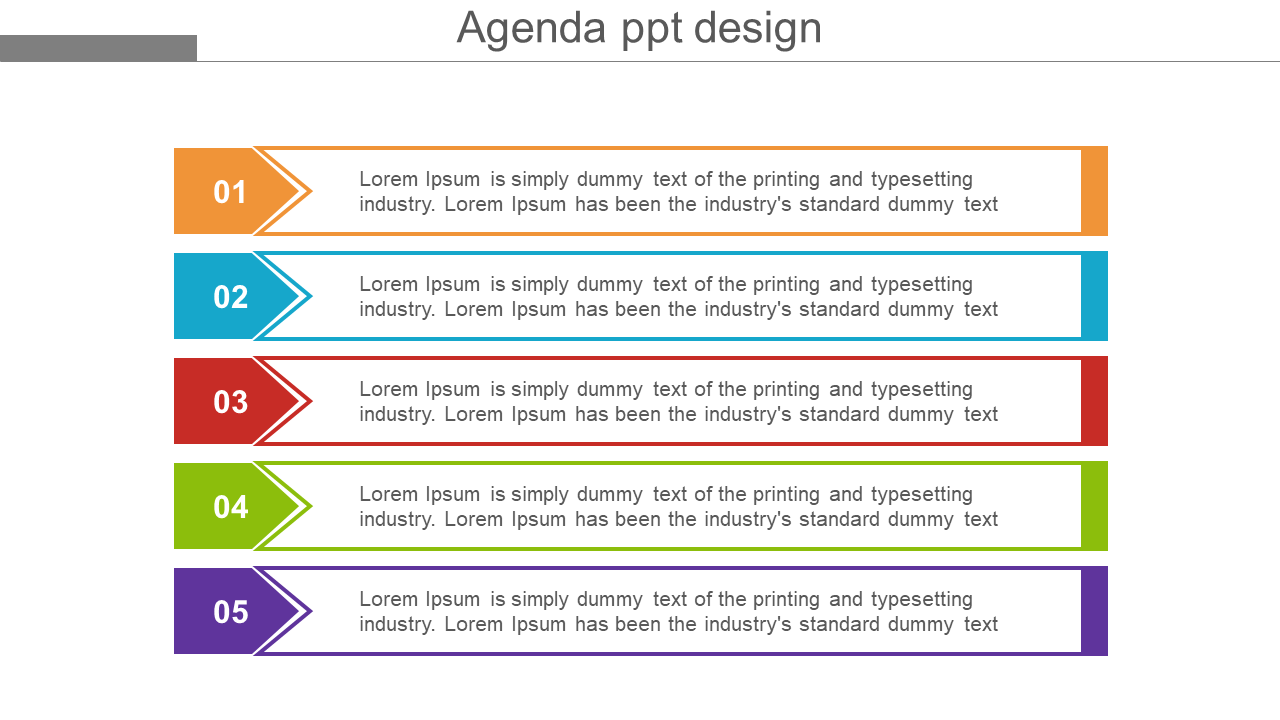 Agenda ppt design
01
Lorem Ipsum is simply dummy text of the printing and typesetting
industry. Lorem Ipsum has been the industry's standard dummy text
02
Lorem Ipsum is simply dummy text of the printing and typesetting
industry. Lorem Ipsum has been the industry's standard dummy text
03
Lorem Ipsum is simply dummy text of the printing and typesetting
industry. Lorem Ipsum has been the industry's standard dummy text
04
Lorem Ipsum is simply dummy text of the printing and typesetting
industry. Lorem Ipsum has been the industry's standard dummy text
05
Lorem Ipsum is simply dummy text of the printing and typesetting
industry. Lorem Ipsum has been the industry's standard dummy text